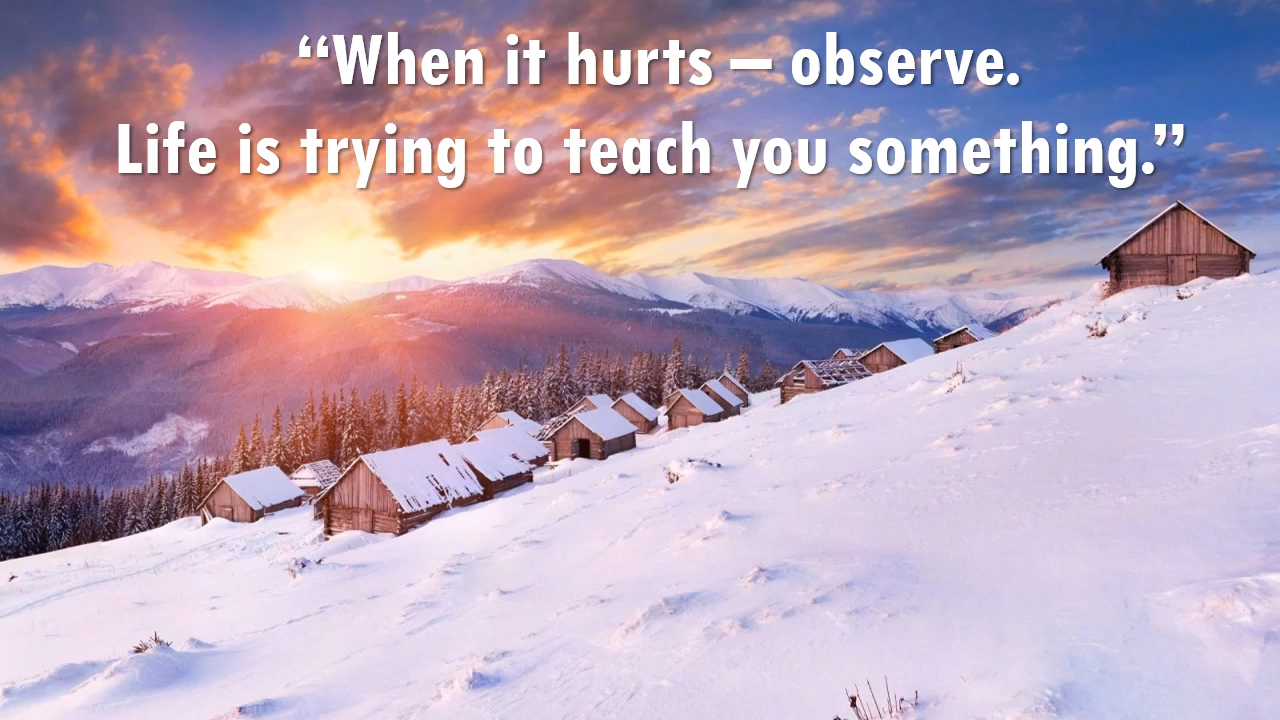 “When it hurts – observe.
Life is trying to teach you something.”